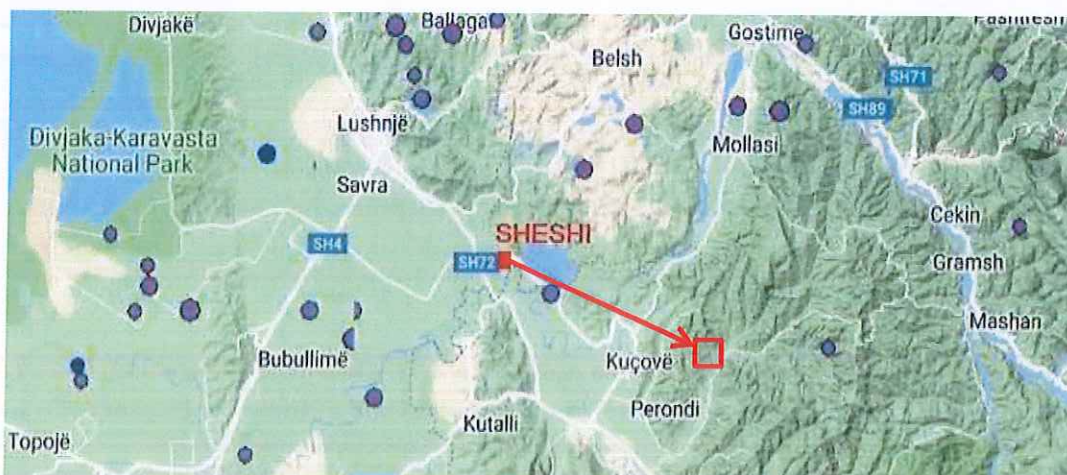 Divjakë
Ballagat
Gostime
Belsh
SH71
SH89
Lushnjë
Divjaka-Karavasta
National Park
Mollasi
Savra
Cekin
SHESHI
SH4
SH72
Gramsh
Mashan
Bubullimë
Kuçovë
Perondi
Kutalli
Topojë